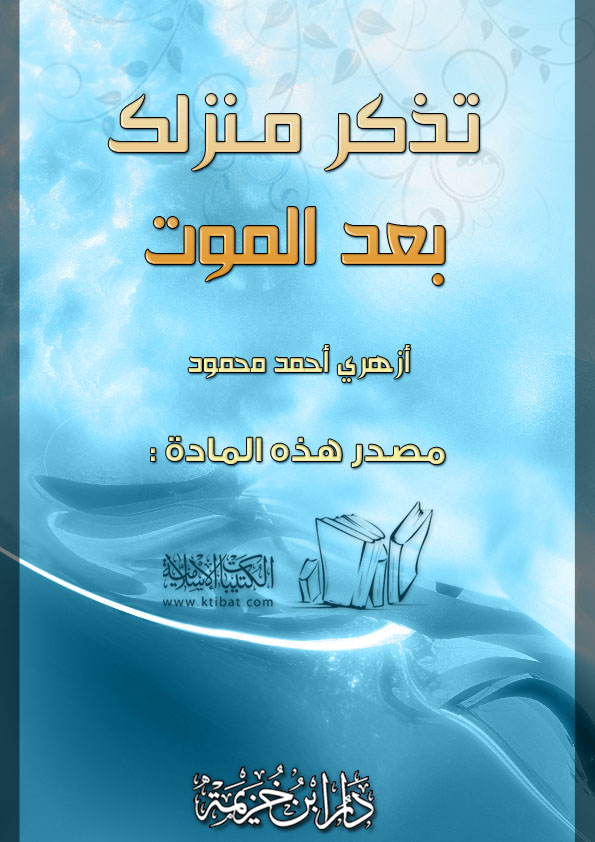 تذكر منزلك
بعد الموت
أزهري أحمد محمود
مصدر هذه المادة :
الكتيبات الإسلامية
www.ktibat.com
دار ابن خزيمة